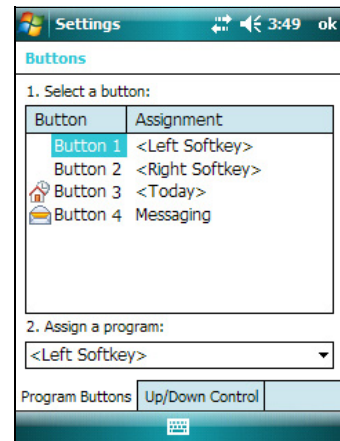 Settings 3:49 ok
Buttons
1. Select a button:
Button Assignment
Button 1 <Left Softkey>
Button 2 <Right Softkey>
Button 3 <Today>
Button 4 Messaging
2. Assign a program:
<Left Softkey>
Program Buttons Up/Down Control